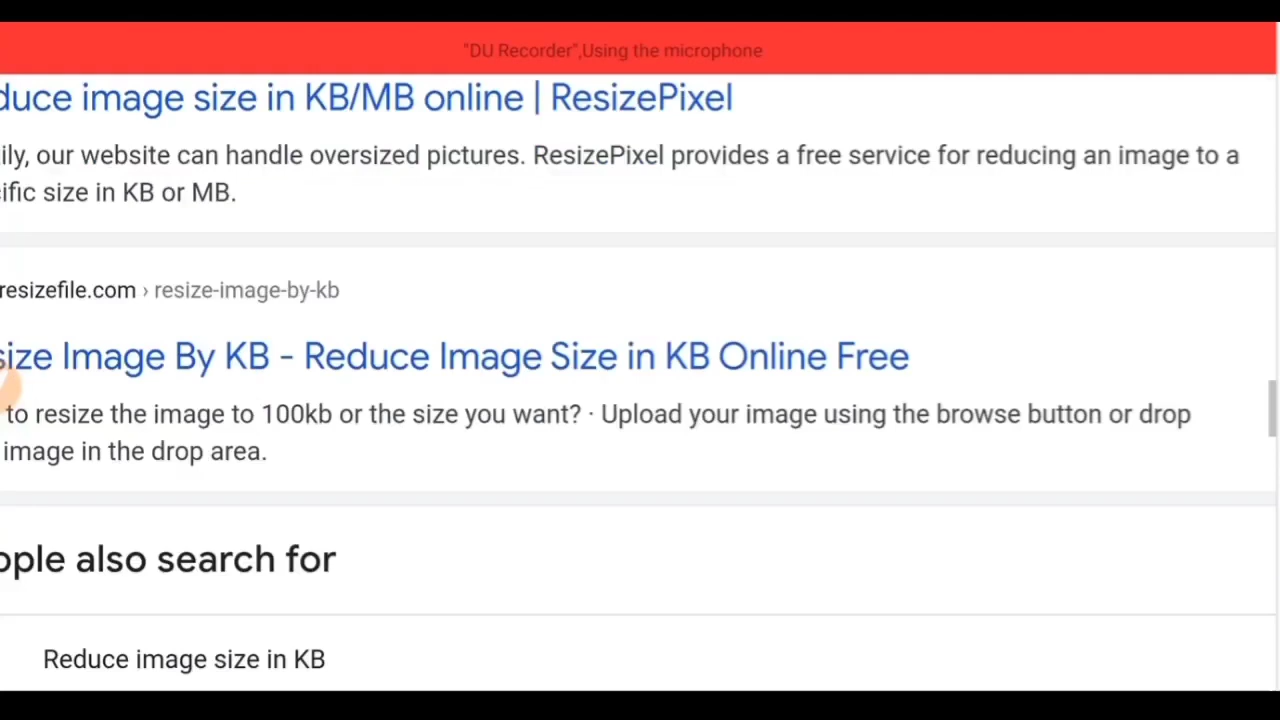 "DU Recorder",Using the microphone
duce image size in KB/MB online | ResizePixel
ily, our website can handle oversized pictures. ResizePixel provides a free service for reducing an image to a
ific size in KB or MB.
resizefile.com › resize-image-by-kb
size Image By KB - Reduce Image Size in KB Online Free
to resize the image to 100kb or the size you want? · Upload your image using the browse button or drop
image in the drop area.
ople also search for
Reduce image size in KB